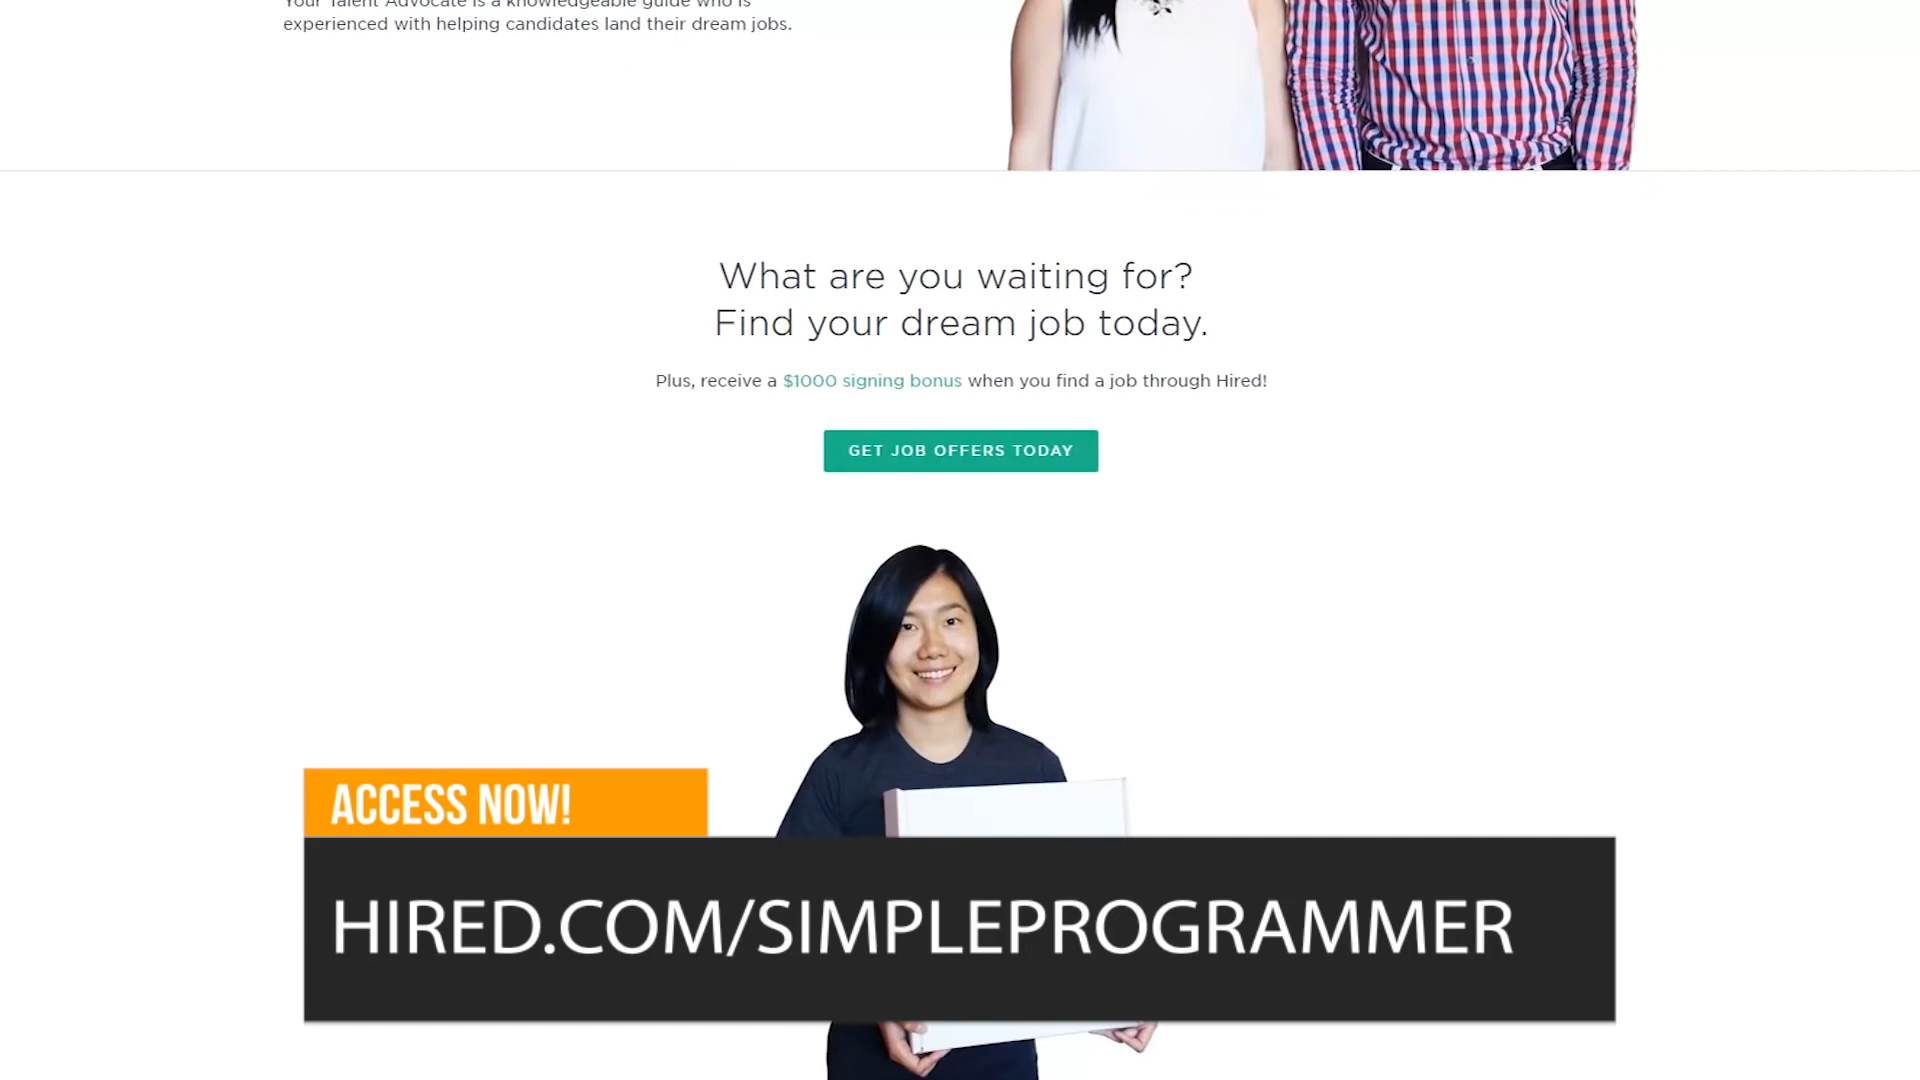 Your Talent Advocate is a knowledgeable guide who is
experienced with helping candidates land their dream jobs.
What are you waiting for?
Find your dream job today.
Plus, receive a $1000 signing bonus when you find a job through Hired!
GET JOB OFFERS TODAY
ACCESS NOW!
HIRED.COM/SIMPLEPROGRAMMER